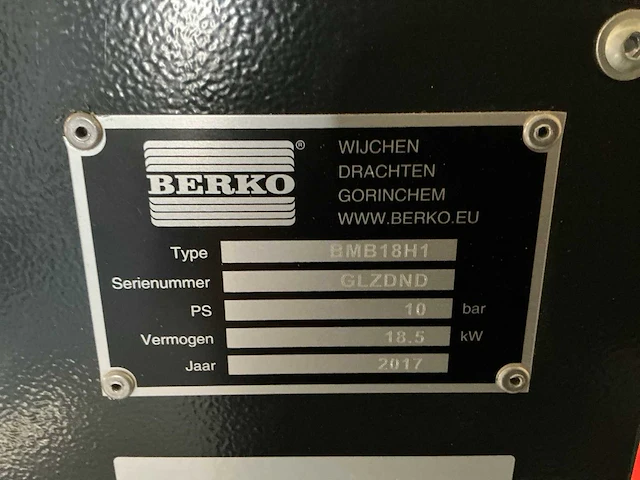 BERKO®
WIJCHEN
DRACHTEN
GORINCHEM
WWW.BERKO.EU
Type BMB18H1
Serienummer GLZDND
PS 10 bar
Vermogen 18.5 kW
Jaar 2017